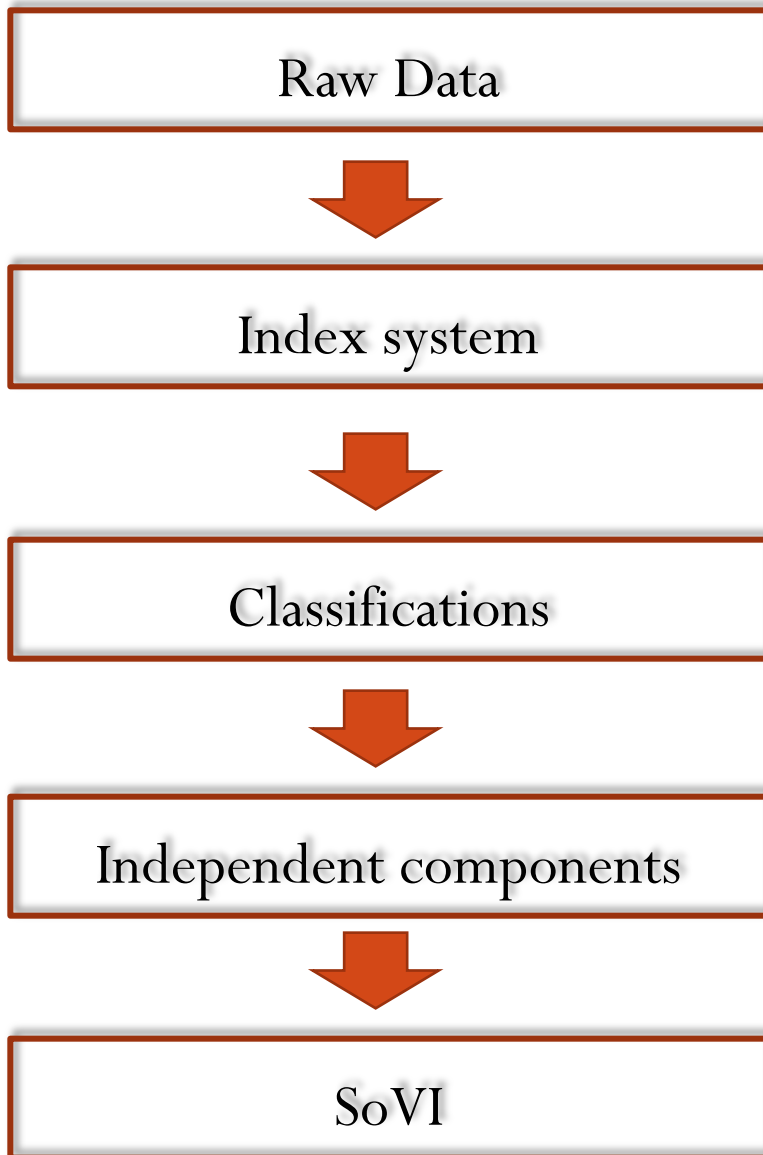 Raw Data
Index system
Classifications
Independent components
SoVI